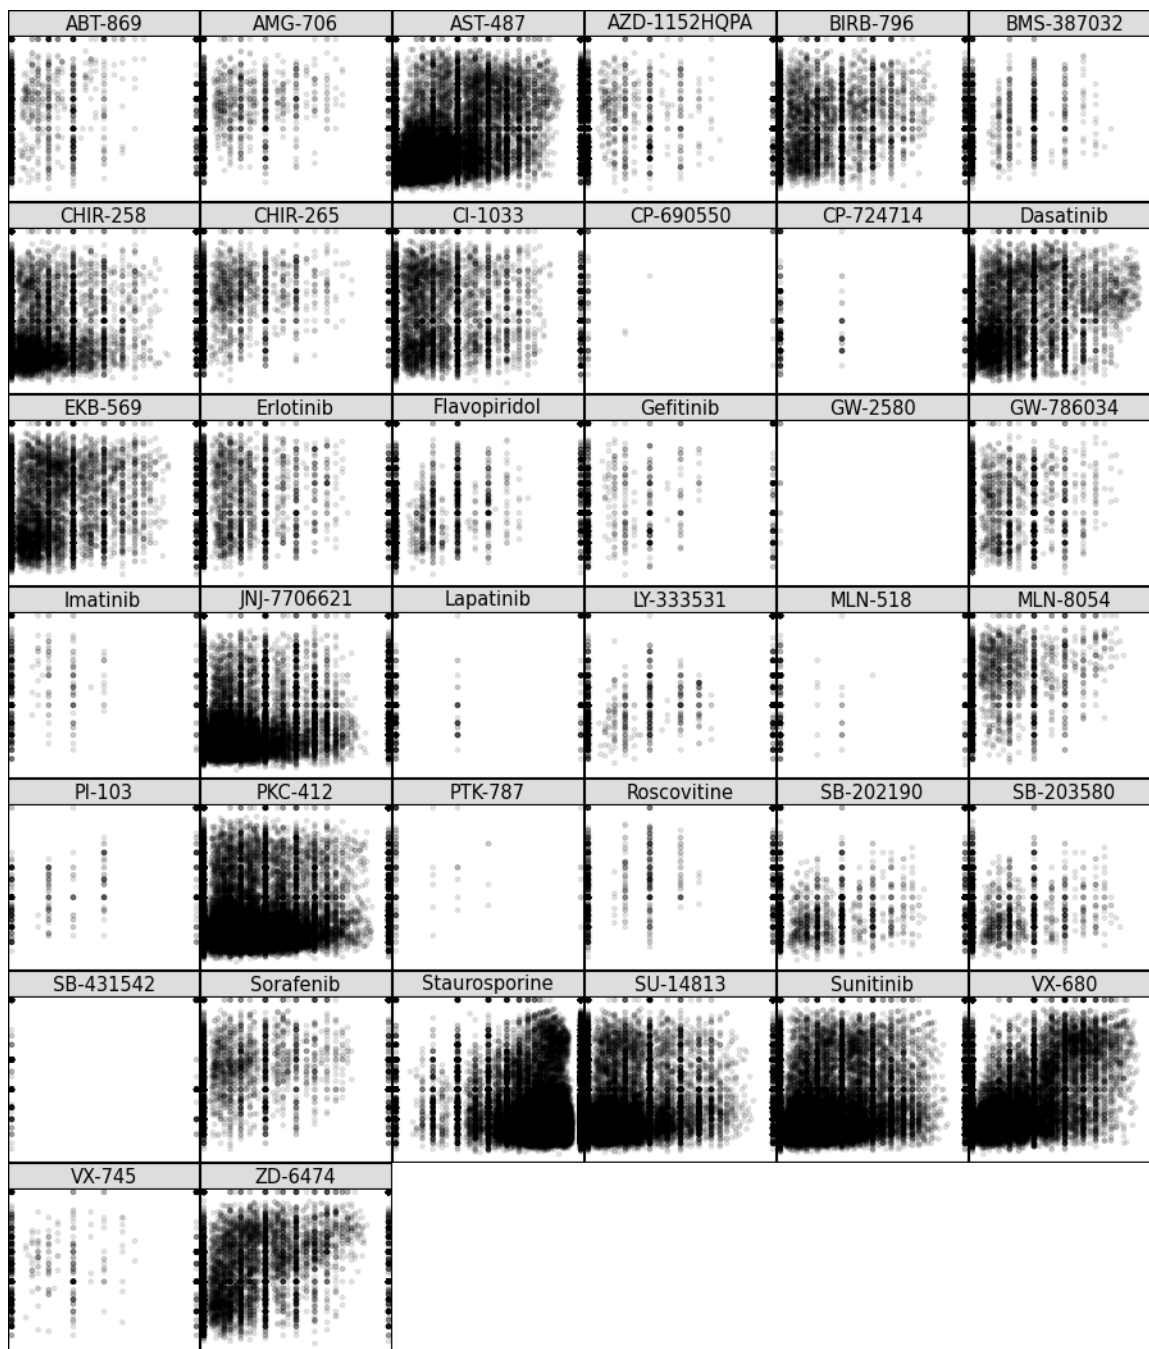 ABT-869 AMG-706 AST-487 AZD-1152HQPA BIRB-796 BMS-387032
CHIR-258 CHIR-265 CI-1033 CP-690550 CP-724714 Dasatinib
EKB-569 Erlotinib Flavopiridol Gefitinib GW-2580 GW-786034
Imatinib JNJ-7706621 Lapatinib LY-333531 MLN-518 MLN-8054
PI-103 PKC-412 PTK-787 Roscovitine SB-202190 SB-203580
SB-431542 Sorafenib Staurosporine SU-14813 Sunitinib VX-680
VX-745 ZD-6474